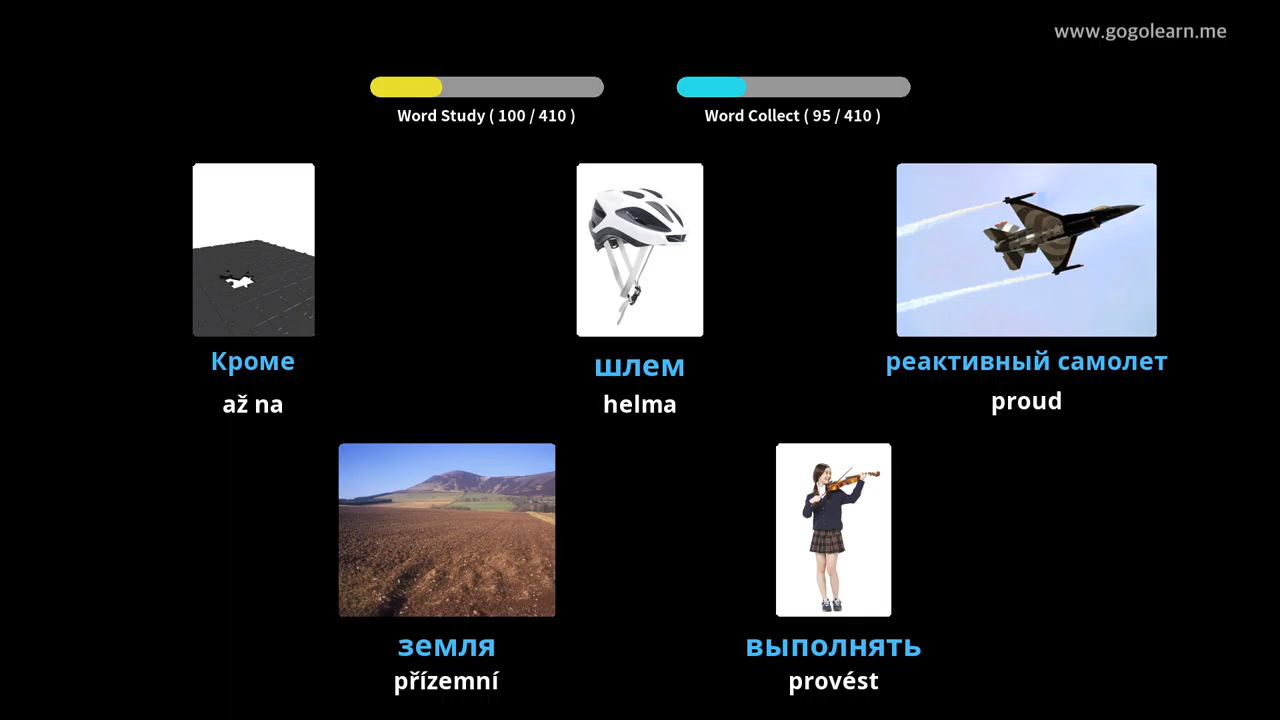 www.gogolearn.me
Word Study ( 100 / 410 )
Word Collect ( 95 / 410 )
Кроме
až na
шлем
helma
реактивный самолет
proud
земля
přízemní
выполнять
provést